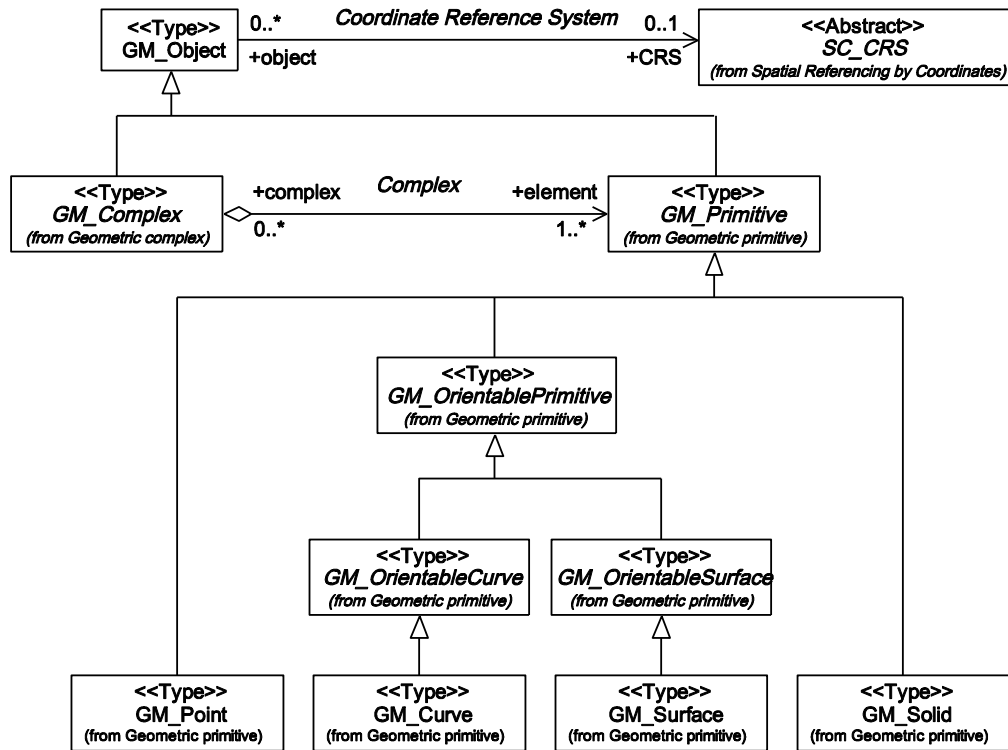 <<Type>>
GM_Object
0..*
Coordinate Reference System
0..1
+object
+CRS
<<Abstract>>
SC_CRS
(from Spatial Referencing by Coordinates)
<<Type>>
GM_Complex
(from Geometric complex)
+complex
Complex
+element
0..*
1..*
<<Type>>
GM_Primitive
(from Geometric primitive)
<<Type>>
GM_OrientablePrimitive
(from Geometric primitive)
<<Type>>
GM_OrientableCurve
(from Geometric primitive)
<<Type>>
GM_OrientableSurface
(from Geometric primitive)
<<Type>>
GM_Point
(from Geometric primitive)
<<Type>>
GM_Curve
(from Geometric primitive)
<<Type>>
GM_Surface
(from Geometric primitive)
<<Type>>
GM_Solid
(from Geometric primitive)